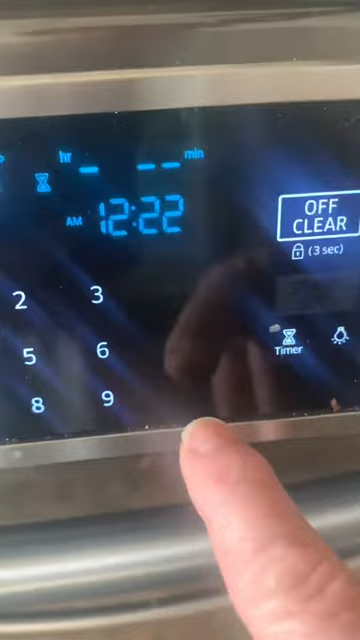 hr - -- min
AM 12:22
OFF
CLEAR
(3 sec)
2 3
Timer
5 6
8 9